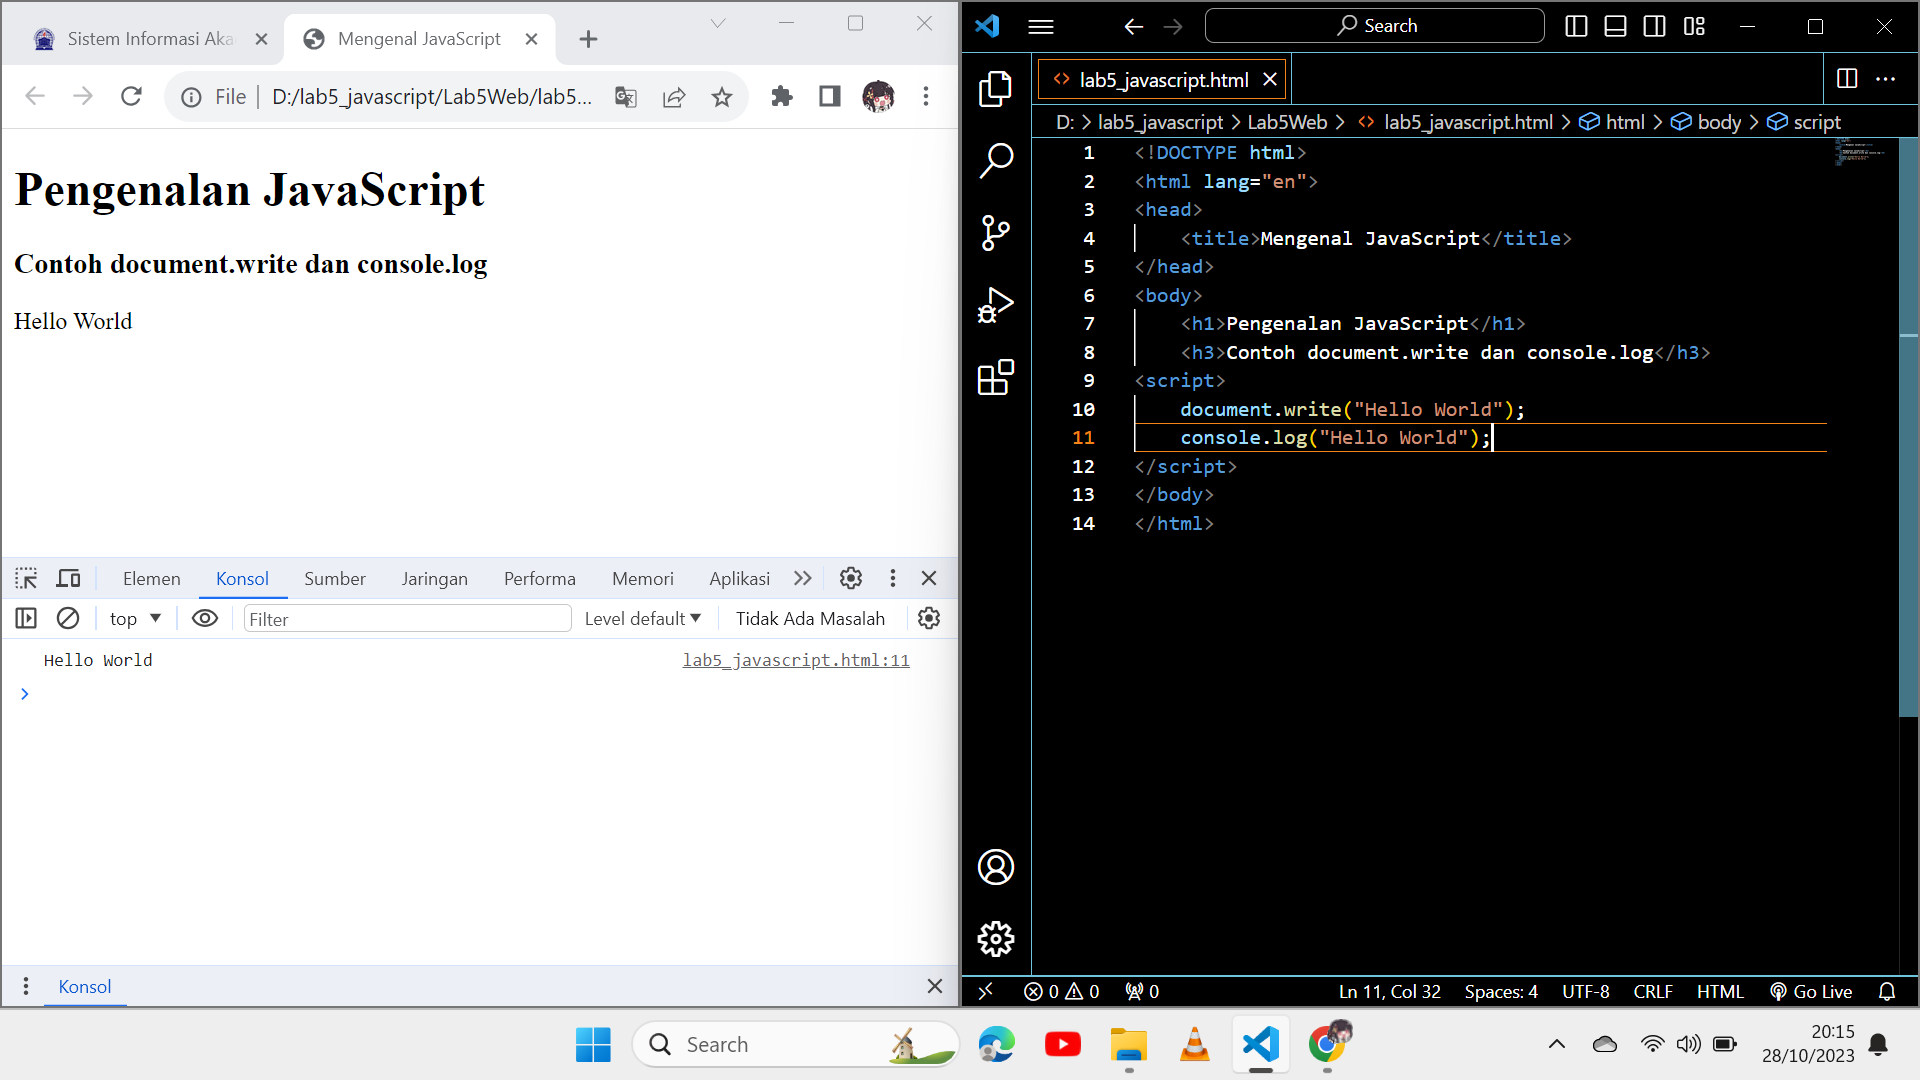 Sistem Informasi Aka
Mengenal JavaScript
File
D:/lab5_javascript/Lab5Web/lab5...
Pengenalan JavaScript
Contoh document.write dan console.log
Hello World
Elemen Konsol Sumber Jaringan Performa Memori Aplikasi
top Filter Level default Tidak Ada Masalah
Hello World lab5_javascript.html:11
Konsol
Search
lab5_javascript.html
D: > lab5_javascript > Lab5Web > lab5_javascript.html > html > body > script
1 <!DOCTYPE html>
2 <html lang="en">
3 <head>
4 <title>Mengenal JavaScript</title>
5 </head>
6 <body>
7 <h1>Pengenalan JavaScript</h1>
8 <h3>Contoh document.write dan console.log</h3>
9 <script>
10 document.write("Hello World");
11 console.log("Hello World");
12 </script>
13 </body>
14 </html>
0 0 0 Ln 11, Col 32 Spaces: 4 UTF-8 CRLF HTML Go Live
Search
20:15
28/10/2023